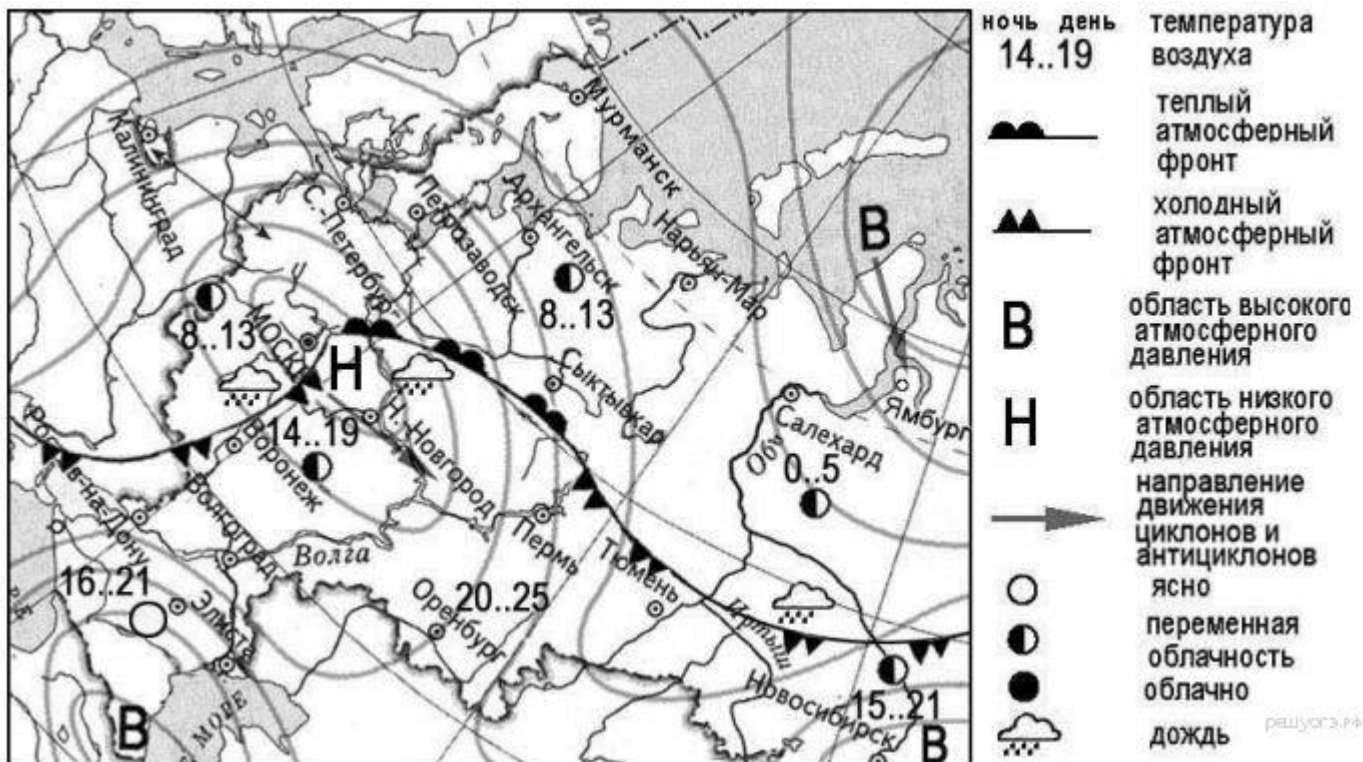 Калининград
Мурманск
С.-Петербург
Петрозаводск
Архангельск
Нарьян-Мар
В
8..13
8..13
МОСКВА
Н
Сыктывкар
Салехард
Ямбург
Обь
0..5
14..19
Н. Новгород
Воронеж
Ростов-на-Дону
Волгоград
Волга
Пермь
Тюмень
Иртыш
16..21
Элиста
20..25
Оренбург
Новосибирск
15..21
МОРЕ
В
В
ночь день
14..19
температура
воздуха
теплый
атмосферный
фронт
холодный
атмосферный
фронт
В
область высокого
атмосферного
давления
Н
область низкого
атмосферного
давления
направление
движения
циклонов и
антициклонов
ясно
переменная
облачность
облачно
дождь
решуогэ.рф